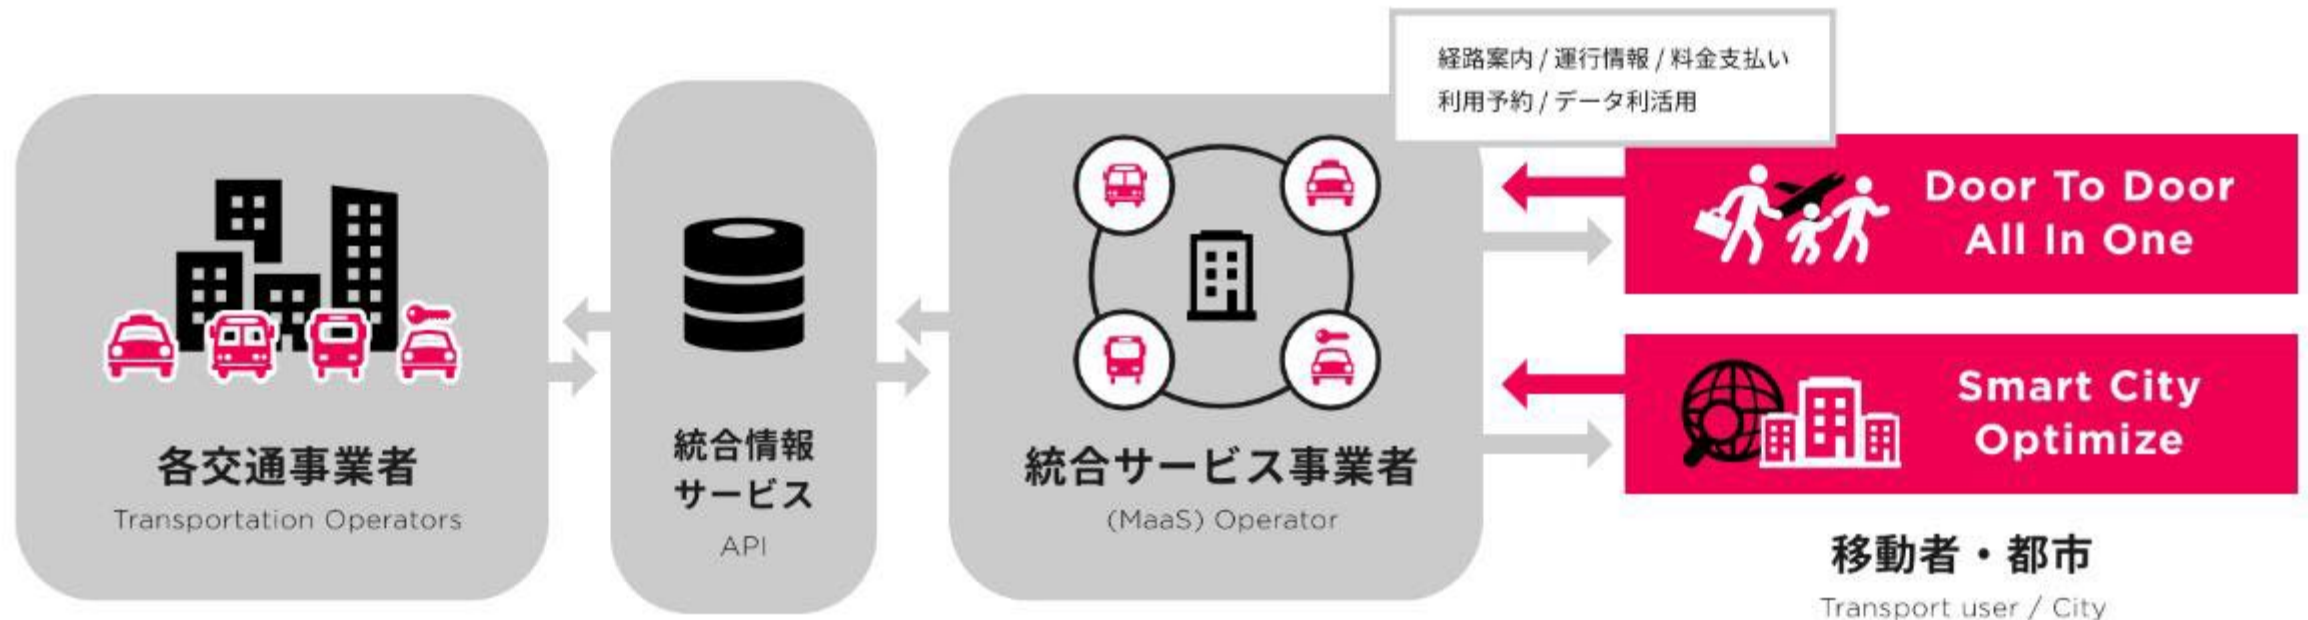 経路案内 / 運行情報 / 料金支払い
利用予約 / データ利活用
各交通事業者
Transportation Operators
統合情報
サービス
API
統合サービス事業者
(MaaS) Operator
Door To Door
All In One
Smart City
Optimize
移動者・都市
Transport user / City